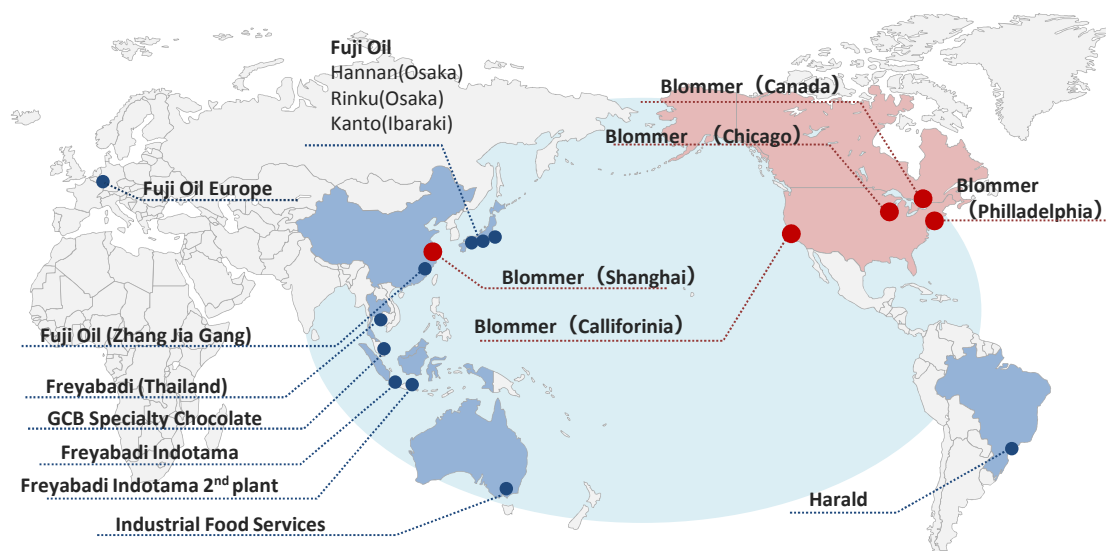 Fuji Oil
Hannan(Osaka)
Rinku(Osaka)
Kanto(Ibaraki)
Blommer （Canada）
Blommer （Chicago）
Fuji Oil Europe
Blommer
（Philladelphia）
Blommer（Shanghai）
Blommer（Calliforinia）
Fuji Oil (Zhang Jia Gang)
Freyabadi (Thailand)
GCB Specialty Chocolate
Freyabadi Indotama
Freyabadi Indotama 2nd plant
Industrial Food Services
Harald